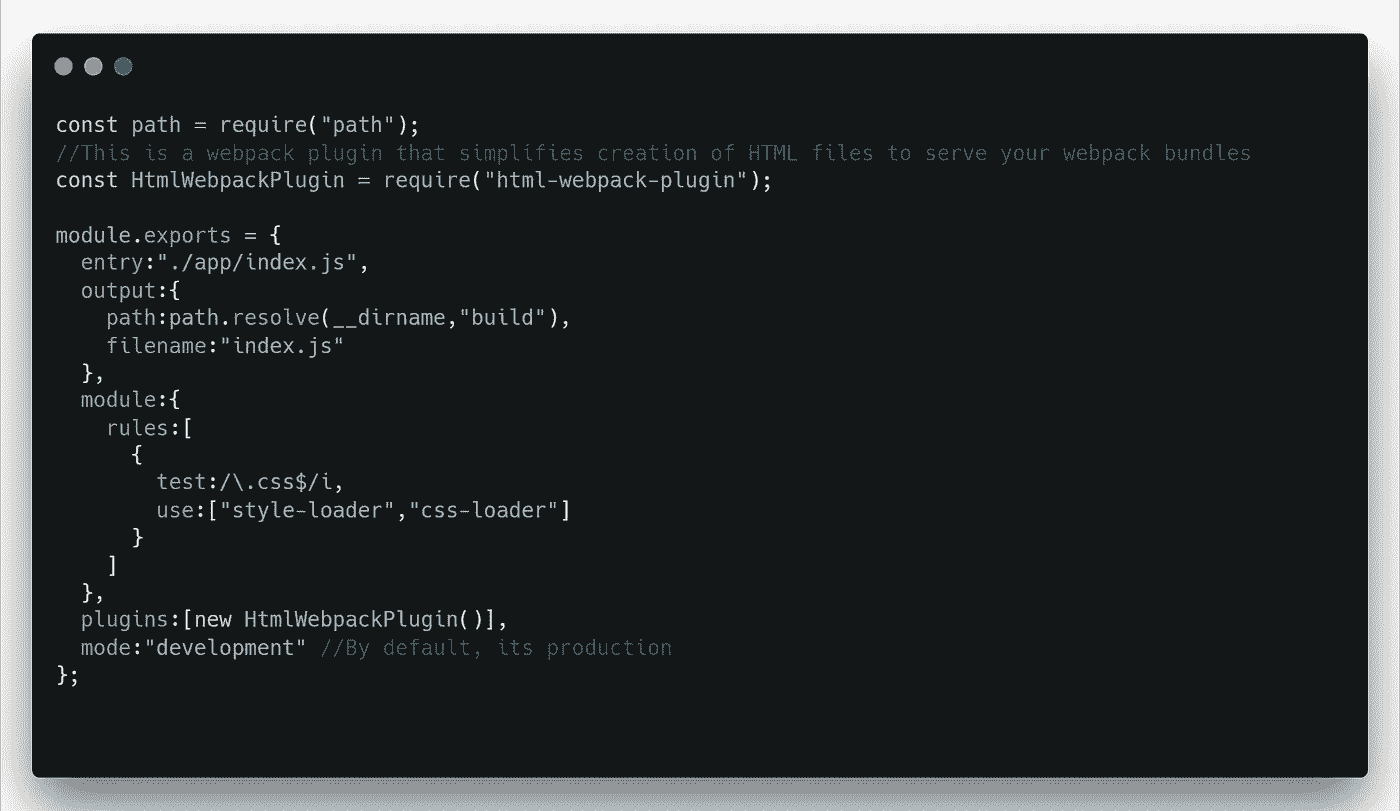 const path = require("path");
//This is a webpack plugin that simplifies creation of HTML files to serve your webpack bundles
const HtmlWebpackPlugin = require("html-webpack-plugin");

module.exports = {
  entry:"./app/index.js",
  output:{
    path:path.resolve(__dirname,"build"),
    filename:"index.js"
  },
  module:{
    rules:[
      {
        test:/\.css$/i,
        use:["style-loader","css-loader"]
      }
    ]
  },
  plugins:[new HtmlWebpackPlugin()],
  mode:"development" //By default, its production
};